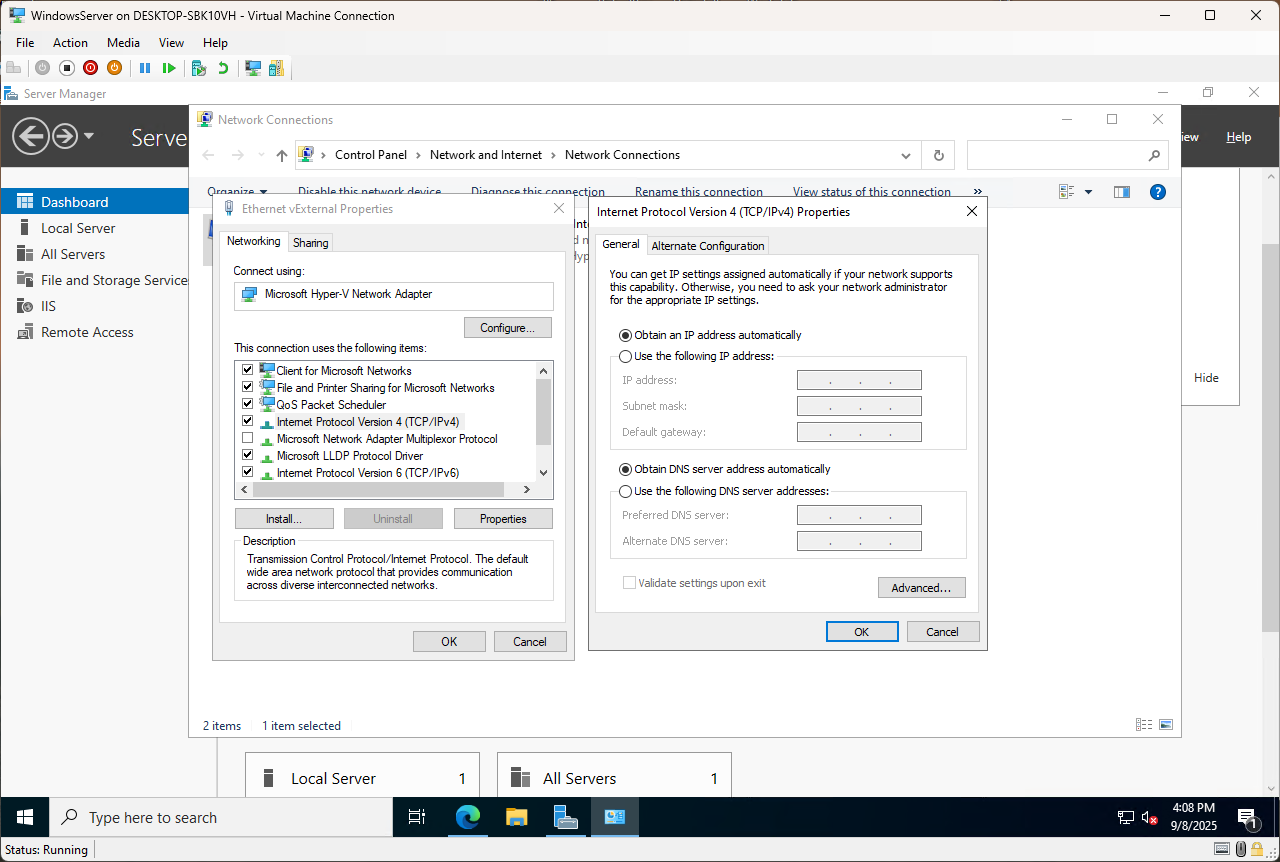 WindowsServer on DESKTOP-SBK10VH - Virtual Machine Connection
File Action Media View Help
Server Manager
Serve
iew Help
Network Connections
Control Panel > Network and Internet > Network Connections
Organize Disable this network device Diagnose this connection Rename this connection View status of this connection »
Dashboard
Local Server
All Servers
File and Storage Service
IIS
Remote Access
Ethernet vExternal Properties
Networking Sharing
Connect using:
Microsoft Hyper-V Network Adapter
Configure...
This connection uses the following items:
Client for Microsoft Networks
File and Printer Sharing for Microsoft Networks
QoS Packet Scheduler
Internet Protocol Version 4 (TCP/IPv4)
Microsoft Network Adapter Multiplexor Protocol
Microsoft LLDP Protocol Driver
Internet Protocol Version 6 (TCP/IPv6)
Install... Uninstall Properties
Description
Transmission Control Protocol/Internet Protocol. The default
wide area network protocol that provides communication
across diverse interconnected networks.
OK Cancel
Internet Protocol Version 4 (TCP/IPv4) Properties
General Alternate Configuration
You can get IP settings assigned automatically if your network supports
this capability. Otherwise, you need to ask your network administrator
for the appropriate IP settings.
Obtain an IP address automatically
Use the following IP address:
IP address:
Subnet mask:
Default gateway:
Obtain DNS server address automatically
Use the following DNS server addresses:
Preferred DNS server:
Alternate DNS server:
Validate settings upon exit
Advanced...
OK Cancel
Hide
2 items 1 item selected
Local Server 1
All Servers 1
Type here to search
4:08 PM
9/8/2025
1
Status: Running